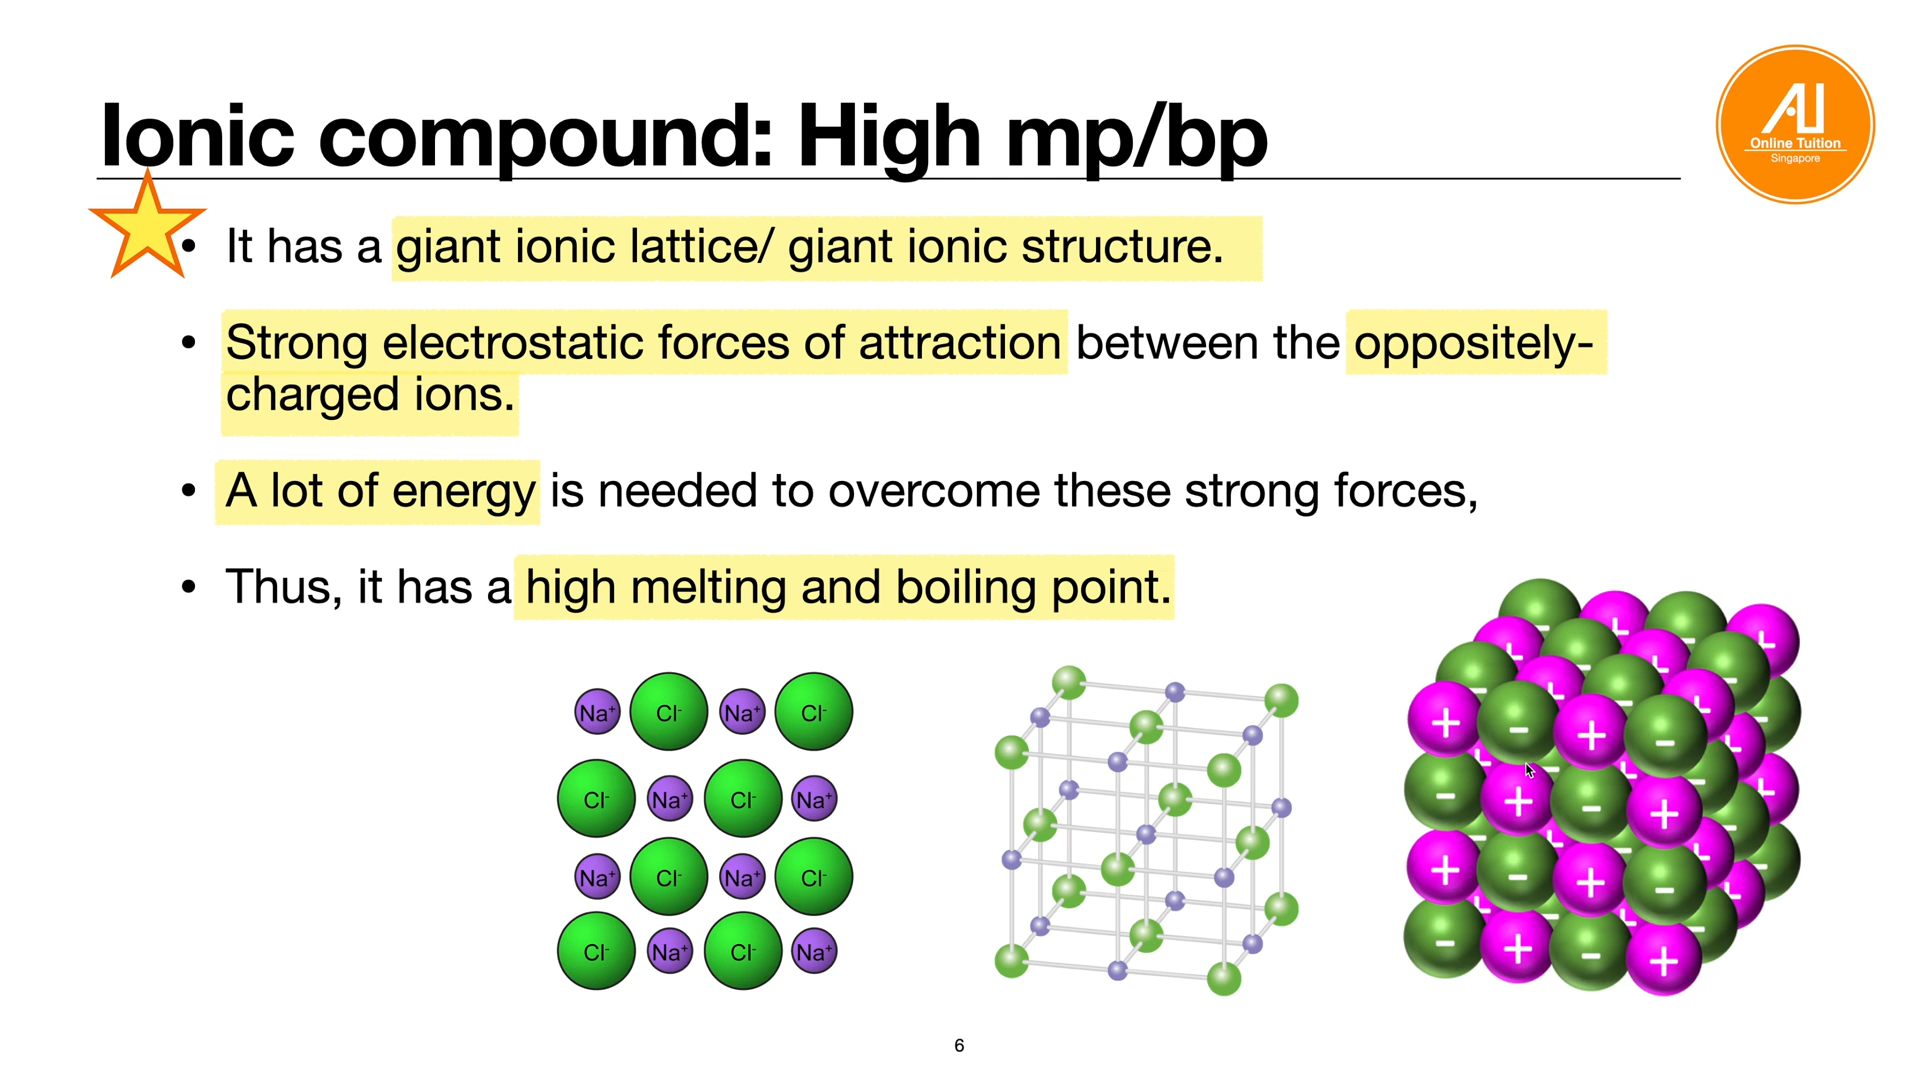 Ionic compound: High mp/bp
AU
Online Tuition
Singapore
• It has a giant ionic lattice/ giant ionic structure.
• Strong electrostatic forces of attraction between the oppositely-
charged ions.
• A lot of energy is needed to overcome these strong forces,
• Thus, it has a high melting and boiling point.
Na⁺ Cl⁻ Na⁺ Cl⁻
Cl⁻ Na⁺ Cl⁻ Na⁺
Na⁺ Cl⁻ Na⁺ Cl⁻
Cl⁻ Na⁺ Cl⁻ Na⁺
+ - + -
- + - +
+ - + -
- + - +
6